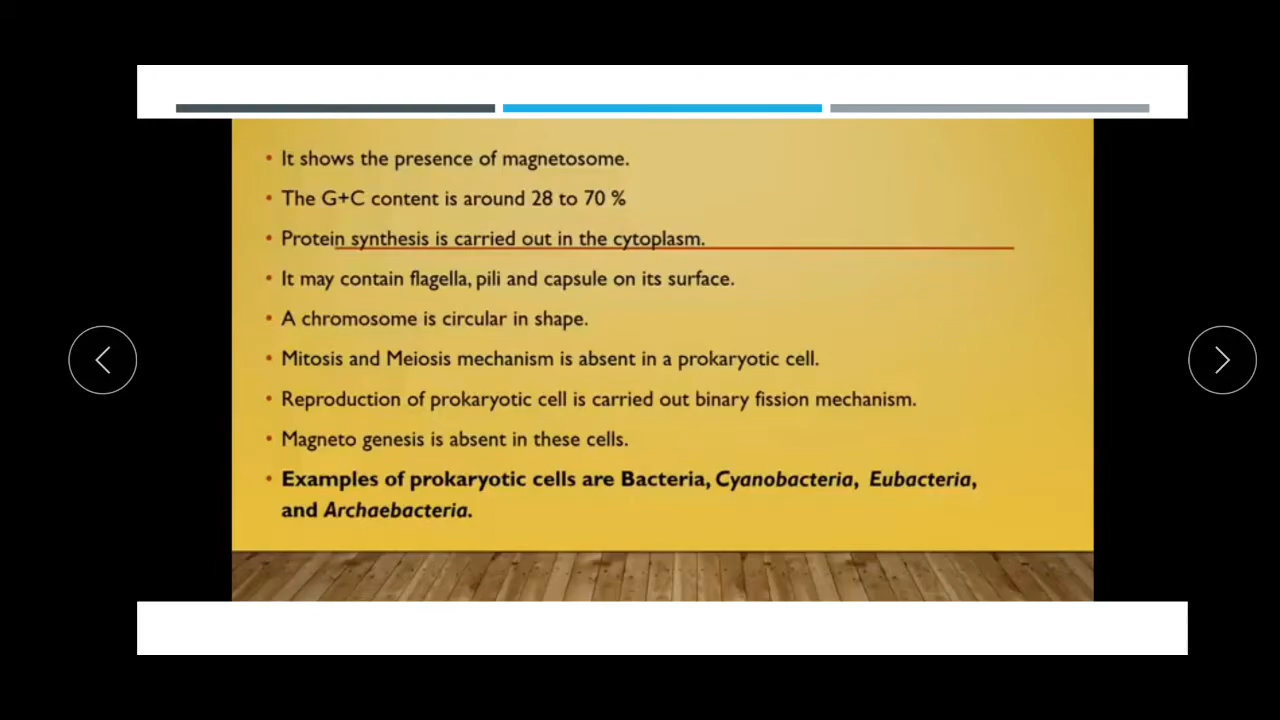 • It shows the presence of magnetosome.
• The G+C content is around 28 to 70 %
• Protein synthesis is carried out in the cytoplasm.
• It may contain flagella, pili and capsule on its surface.
• A chromosome is circular in shape.
• Mitosis and Meiosis mechanism is absent in a prokaryotic cell.
• Reproduction of prokaryotic cell is carried out binary fission mechanism.
• Magneto genesis is absent in these cells.
• Examples of prokaryotic cells are Bacteria, Cyanobacteria, Eubacteria,
and Archaebacteria.